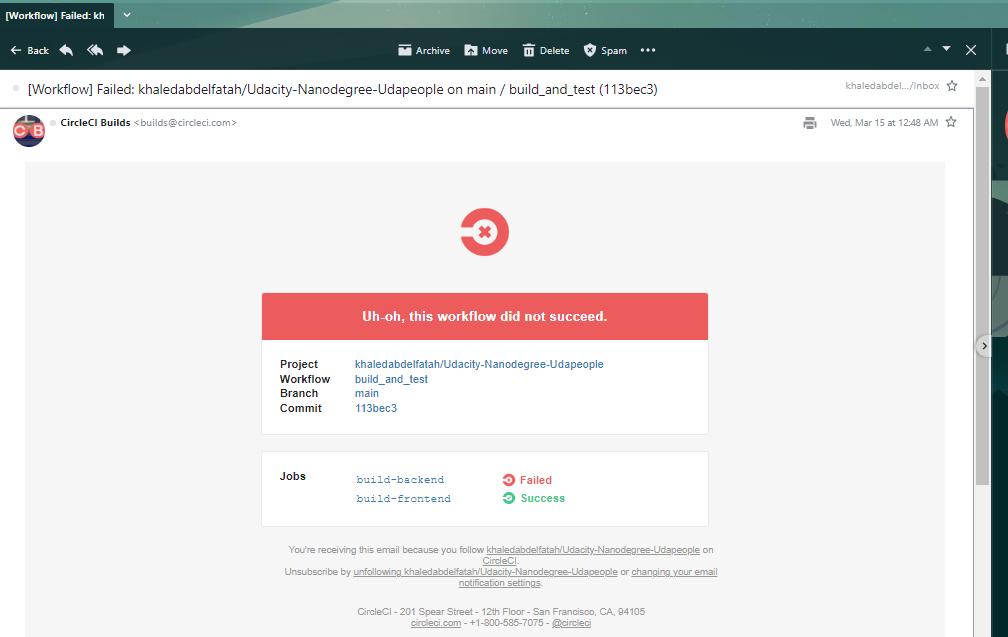 [Workflow] Failed: kh
Back
Archive
Move
Delete
Spam
[Workflow] Failed: khaledabdelfatah/Udacity-Nanodegree-Udapeople on main / build_and_test (113bec3)
khaledabdel.../Inbox
CircleCI Builds <builds@circleci.com>
Wed, Mar 15 at 12:48 AM
Uh-oh, this workflow did not succeed.
Project khaledabdelfatah/Udacity-Nanodegree-Udapeople
Workflow build_and_test
Branch main
Commit 113bec3
Jobs
build-backend Failed
build-frontend Success
You're receiving this email because you follow khaledabdelfatah/Udacity-Nanodegree-Udapeople on
CircleCI.
Unsubscribe by unfollowing khaledabdelfatah/Udacity-Nanodegree-Udapeople or changing your email
notification settings.
CircleCI - 201 Spear Street - 12th Floor - San Francisco, CA, 94105
circleci.com - +1-800-585-7075 - @circleci